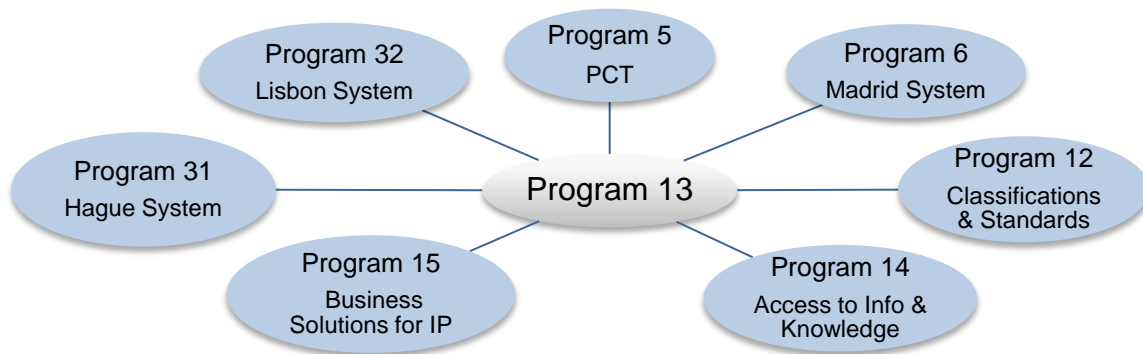 Program 5
PCT
Program 32
Lisbon System
Program 6
Madrid System
Program 31
Hague System
Program 13
Program 12
Classifications
& Standards
Program 15
Business
Solutions for IP
Program 14
Access to Info &
Knowledge